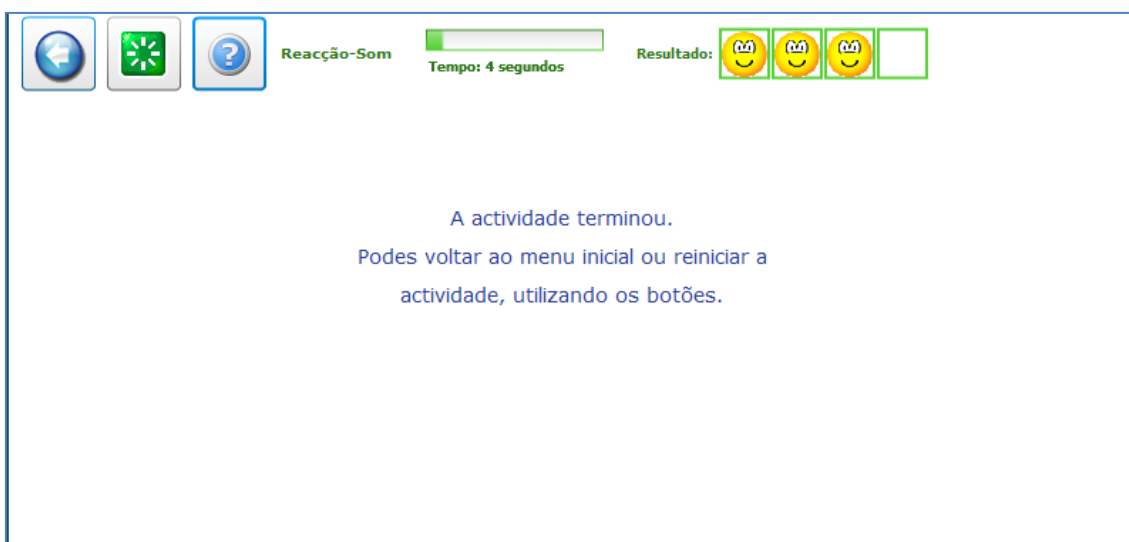 Reacção-Som
Tempo: 4 segundos
Resultado:
A actividade terminou.
Podes voltar ao menu inicial ou reiniciar a
actividade, utilizando os botões.